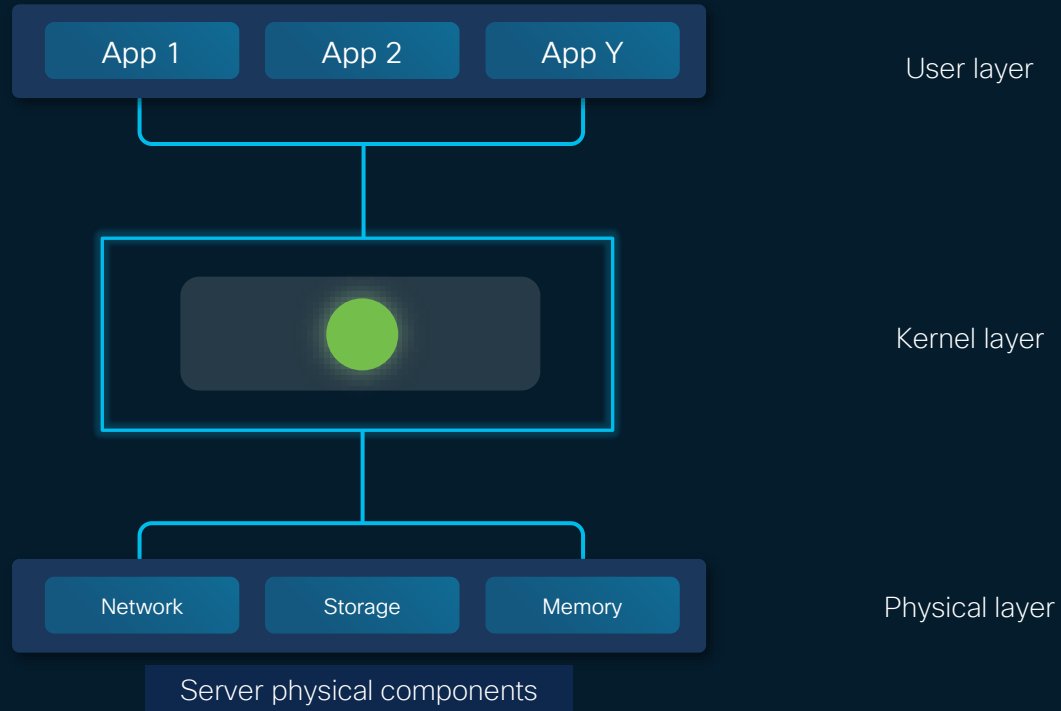 App 1
App 2
App Y
User layer
Kernel layer
Network
Storage
Memory
Physical layer
Server physical components